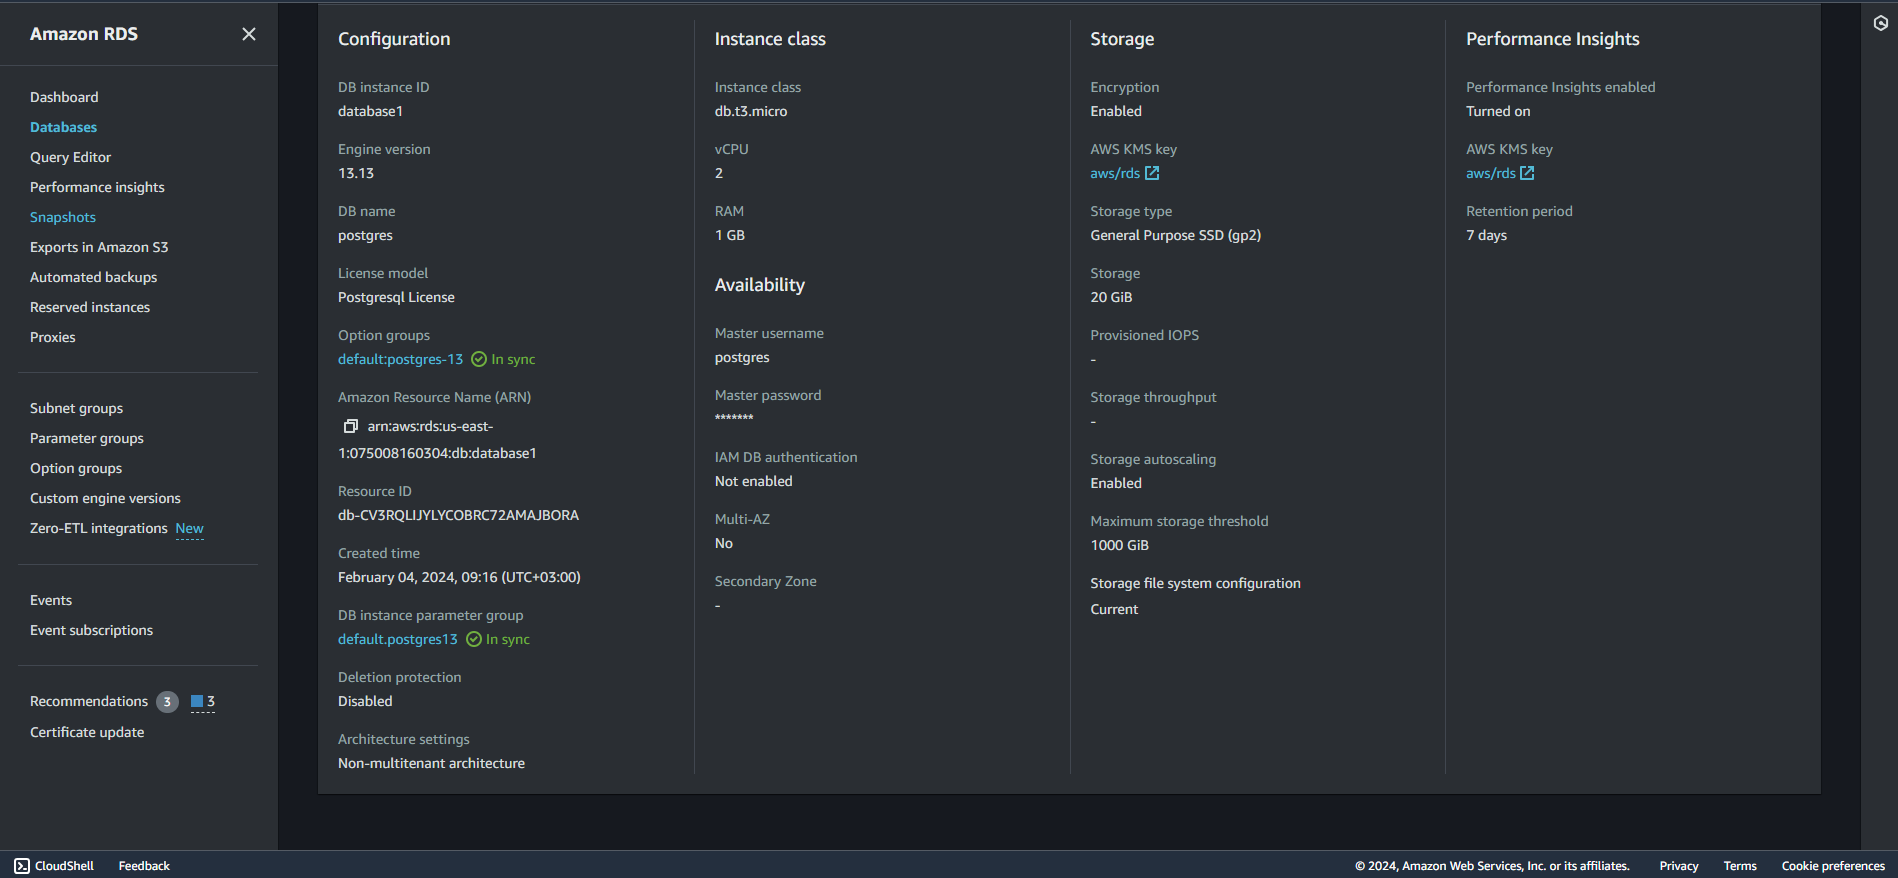 Amazon RDS
Dashboard
Databases
Query Editor
Performance insights
Snapshots
Exports in Amazon S3
Automated backups
Reserved instances
Proxies
Subnet groups
Parameter groups
Option groups
Custom engine versions
Zero-ETL integrations New
Events
Event subscriptions
Recommendations 3 3
Certificate update
Configuration
DB instance ID
database1
Engine version
13.13
DB name
postgres
License model
Postgresql License
Option groups
default:postgres-13 In sync
Amazon Resource Name (ARN)
arn:aws:rds:us-east-
1:075008160304:db:database1
Resource ID
db-CV3RQLIJYLYCOBRC72AMAJBORA
Created time
February 04, 2024, 09:16 (UTC+03:00)
DB instance parameter group
default.postgres13 In sync
Deletion protection
Disabled
Architecture settings
Non-multitenant architecture
Instance class
Instance class
db.t3.micro
vCPU
2
RAM
1 GB
Availability
Master username
postgres
Master password
*******
IAM DB authentication
Not enabled
Multi-AZ
No
Secondary Zone
-
Storage
Encryption
Enabled
AWS KMS key
aws/rds
Storage type
General Purpose SSD (gp2)
Storage
20 GiB
Provisioned IOPS
-
Storage throughput
-
Storage autoscaling
Enabled
Maximum storage threshold
1000 GiB
Storage file system configuration
Current
Performance Insights
Performance Insights enabled
Turned on
AWS KMS key
aws/rds
Retention period
7 days
CloudShell Feedback © 2024, Amazon Web Services, Inc. or its affiliates. Privacy Terms Cookie preferences